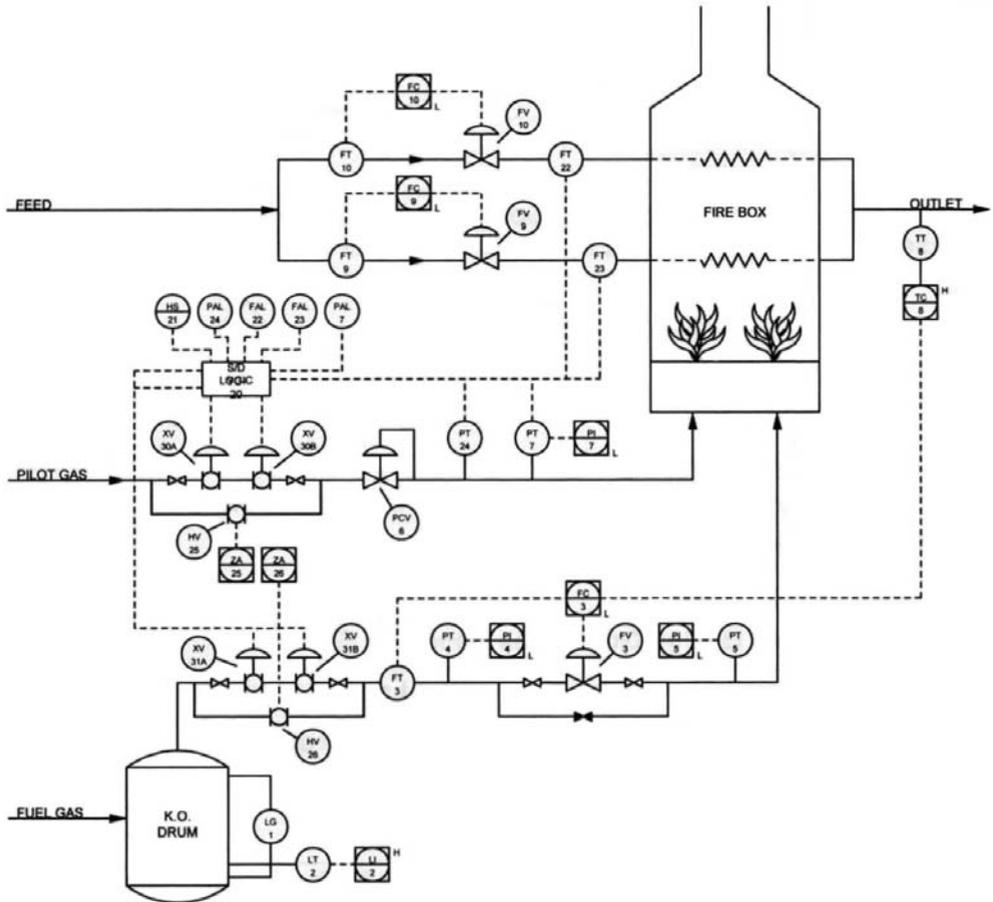 FC
10
L
FV
10
FT
10
FT
22
FC
9
L
FEED
FV
9
FIRE BOX
OUTLET
FT
9
FT
23
TT
8
HS
21
PAL
24
FAL
22
FAL
23
PAL
7
TC
8
H
S/D
LOGIC
20
XV
30A
XV
30B
PT
24
PT
7
PI
7
L
PILOT GAS
PCV
6
HV
25
ZA
25
ZA
26
FC
3
L
XV
31A
XV
31B
PT
4
PI
4
L
FV
3
PI
5
L
PT
5
FT
3
HV
26
FUEL GAS
K.O.
DRUM
LG
1
LT
2
LI
2
H